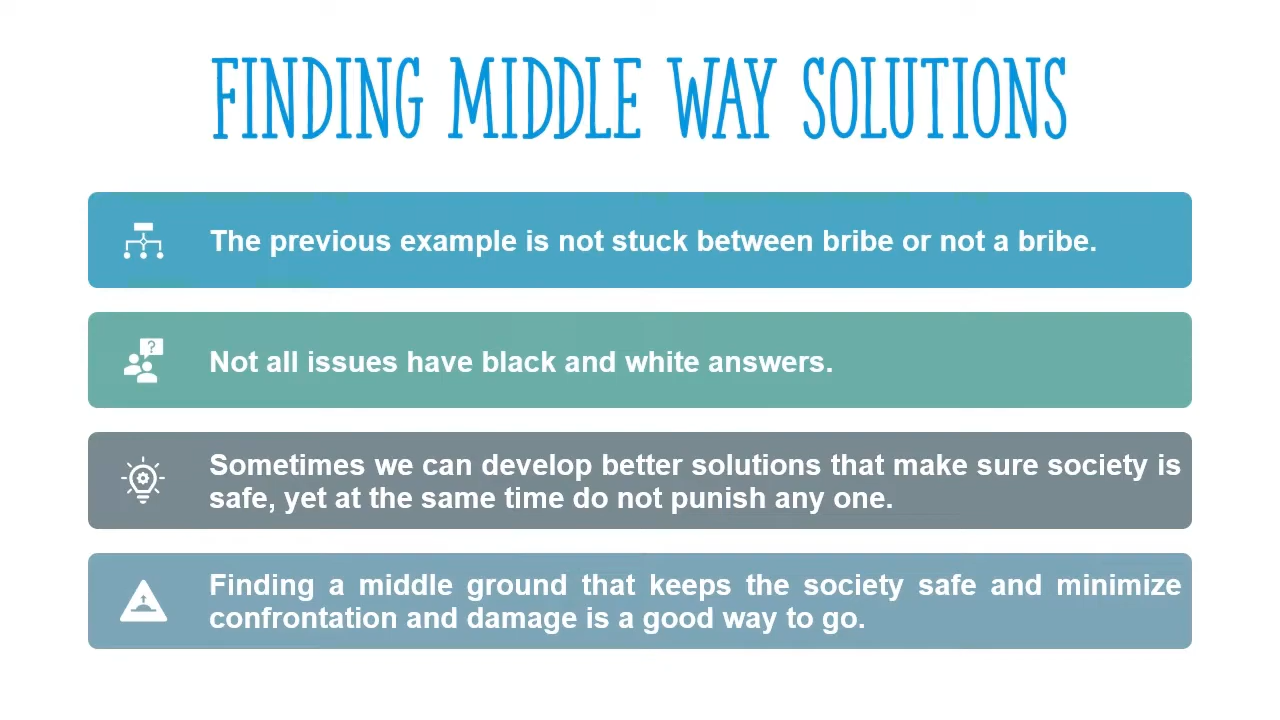 FINDING MIDDLE WAY SOLUTIONS
The previous example is not stuck between bribe or not a bribe.
?
Not all issues have black and white answers.
Sometimes we can develop better solutions that make sure society is
safe, yet at the same time do not punish any one.
Finding a middle ground that keeps the society safe and minimize
confrontation and damage is a good way to go.